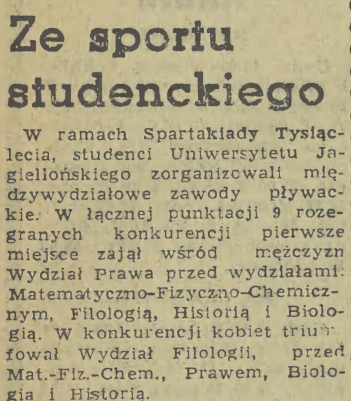 Ze sportu
studenckiego
W ramach Spartakiady Tysiąc-
lecia, studenci Uniwersytetu Ja-
giellońskiego zorganizowali mię-
dzywydziałowe zawody pływac-
kie. W łącznej punktacji 9 roze-
granych konkurencji pierwsze
miejsce zajął wśród mężczyzn
Wydział Prawa przed wydziałami:
Matematyczno-Fizyczno-Chemicz-
nym, Filologią, Historią i Biolo-
gią. W konkurencji kobiet trium-
fował Wydział Filologii, przed
Mat.-Fiz.-Chem., Prawem, Biolo-
gią i Historią.